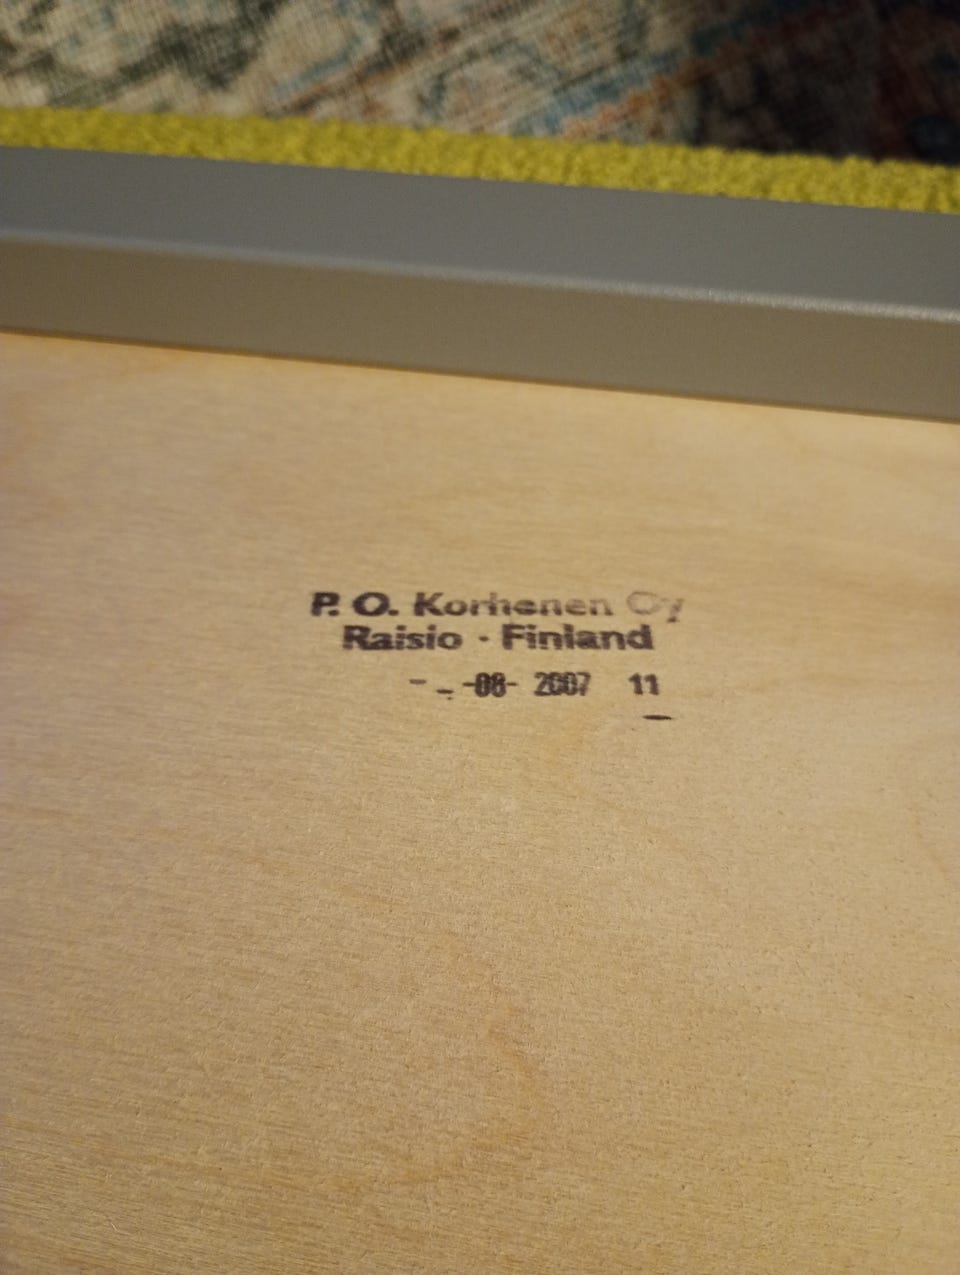 P. O. Korhonen Oy
Raisio · Finland
- -08- 2007 11